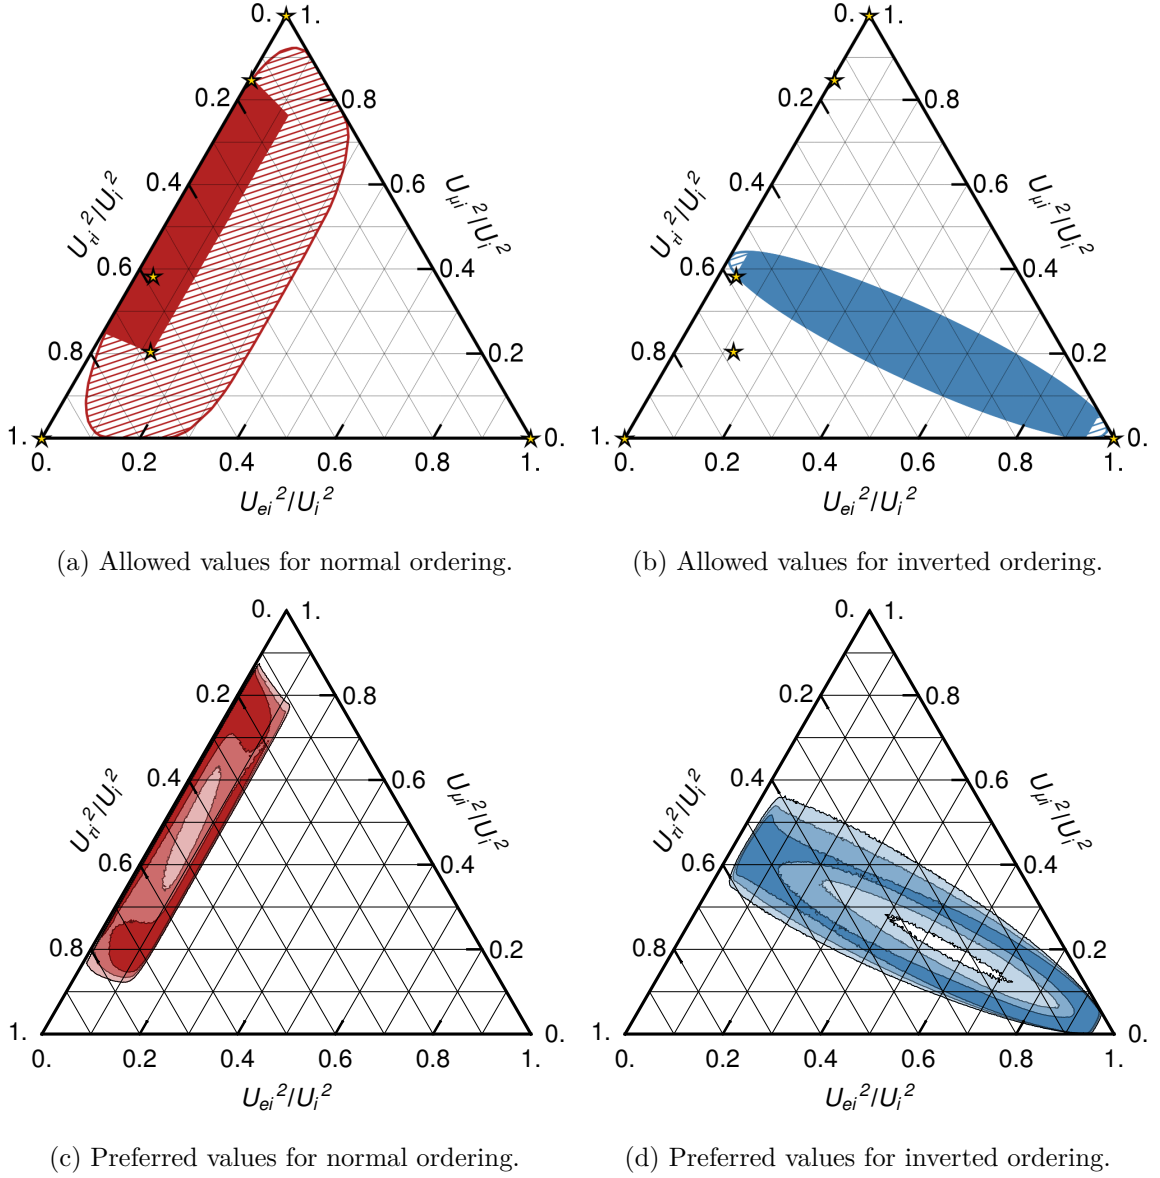 0. 1.
0.2 0.8
0.4 0.6
U_τi²/U_i² U_μi²/U_i²
0.6 0.4
0.8 0.2
1. 0.
0. 0.2 0.4 0.6 0.8 1.
U_ei²/U_i²
(a) Allowed values for normal ordering.
0. 1.
0.2 0.8
0.4 0.6
U_τi²/U_i² U_μi²/U_i²
0.6 0.4
0.8 0.2
1. 0.
0. 0.2 0.4 0.6 0.8 1.
U_ei²/U_i²
(b) Allowed values for inverted ordering.
0. 1.
0.2 0.8
0.4 0.6
U_τi²/U_i² U_μi²/U_i²
0.6 0.4
0.8 0.2
1. 0.
0. 0.2 0.4 0.6 0.8 1.
U_ei²/U_i²
(c) Preferred values for normal ordering.
0. 1.
0.2 0.8
0.4 0.6
U_τi²/U_i² U_μi²/U_i²
0.6 0.4
0.8 0.2
1. 0.
0. 0.2 0.4 0.6 0.8 1.
U_ei²/U_i²
(d) Preferred values for inverted ordering.